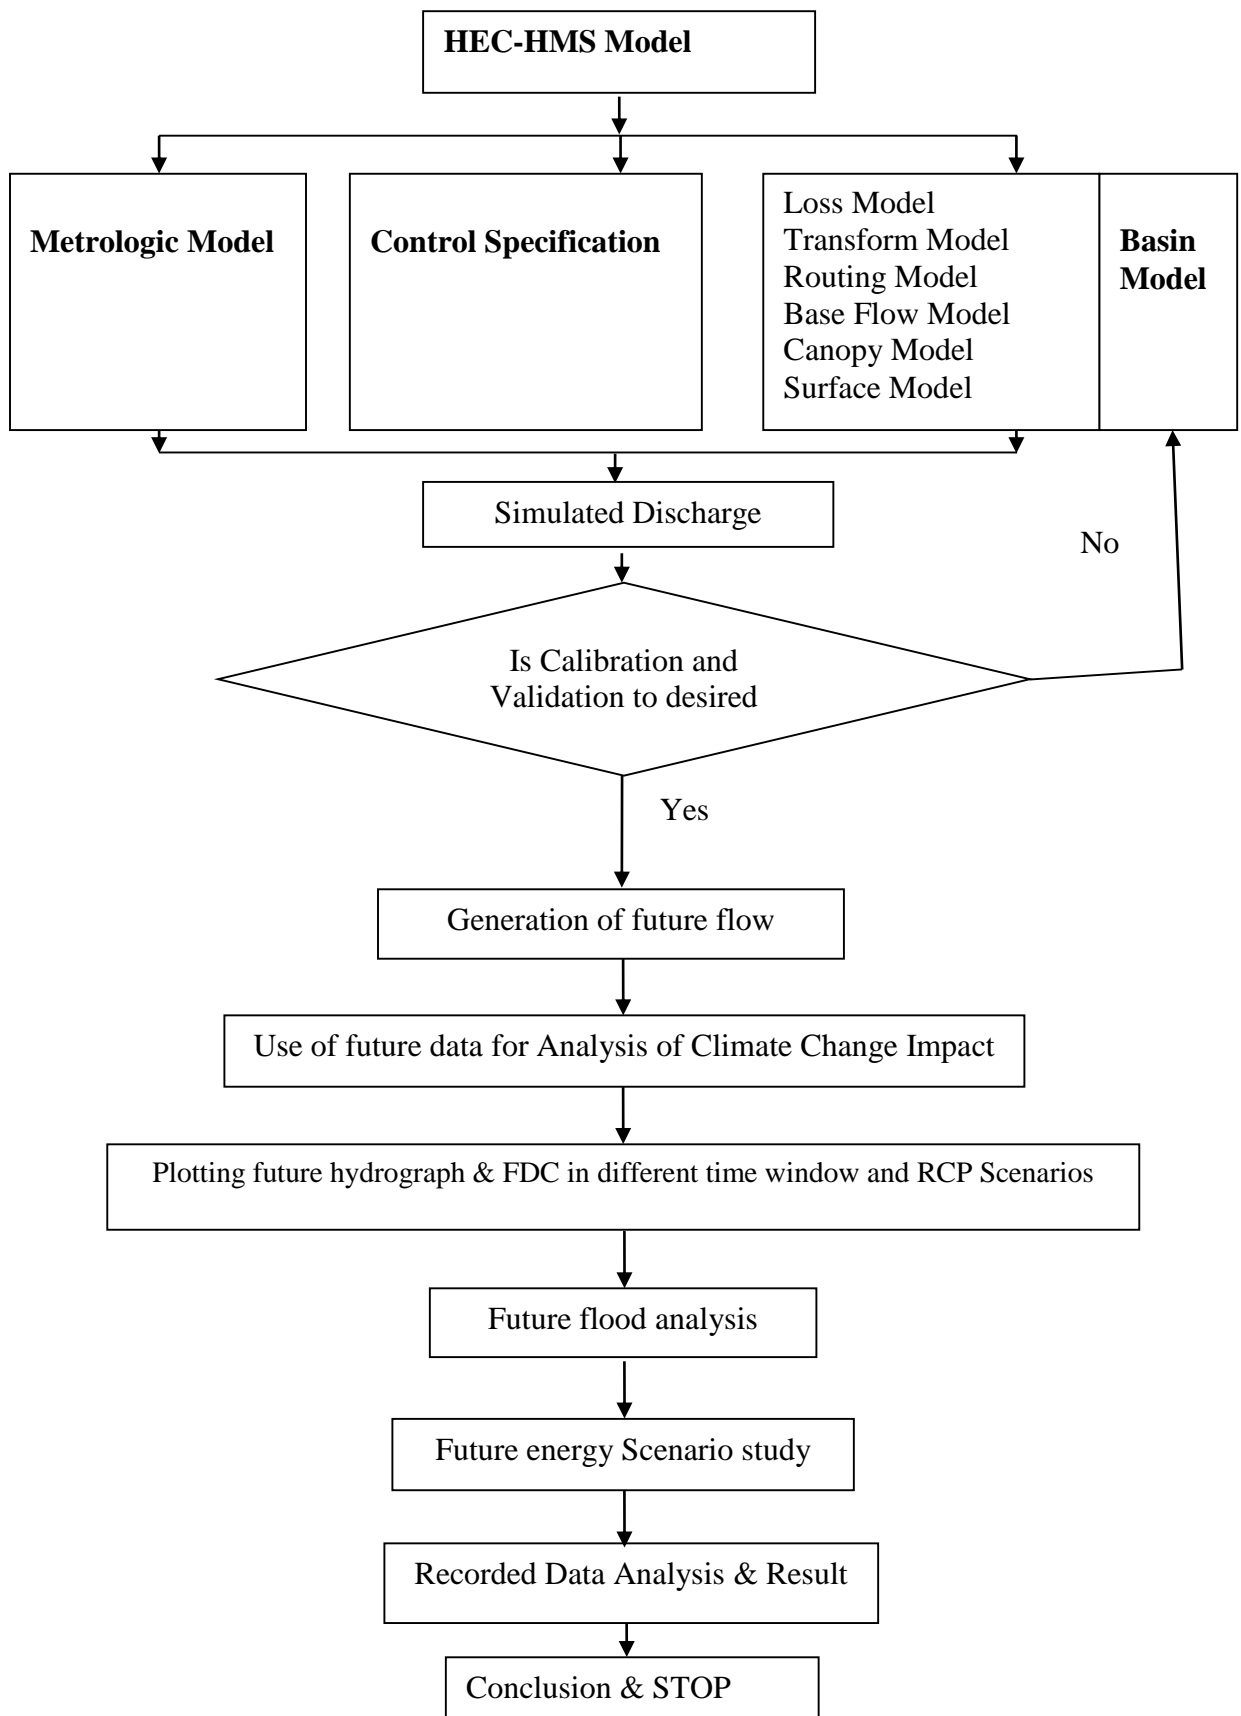 HEC-HMS Model
Metrologic Model
Control Specification
Loss Model
Transform Model
Routing Model
Base Flow Model
Canopy Model
Surface Model
Basin
Model
Simulated Discharge
No
Is Calibration and
Validation to desired
Yes
Generation of future flow
Use of future data for Analysis of Climate Change Impact
Plotting future hydrograph & FDC in different time window and RCP Scenarios
Future flood analysis
Future energy Scenario study
Recorded Data Analysis & Result
Conclusion & STOP